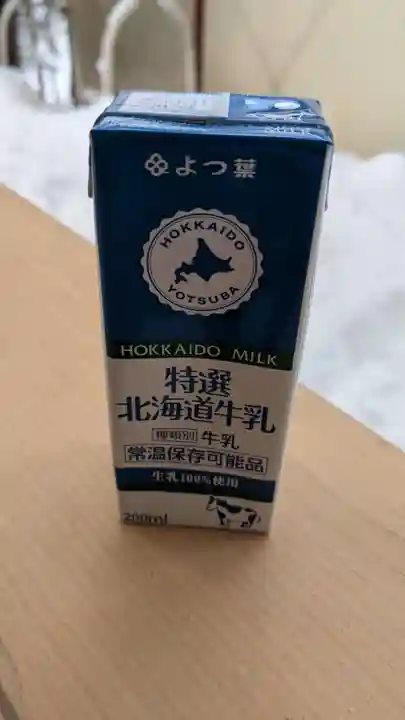 よつ葉
HOKKAIDO
YOTSUBA
HOKKAIDO MILK
特選
北海道牛乳
種類別 牛乳
常温保存可能品
生乳100%使用
200ml